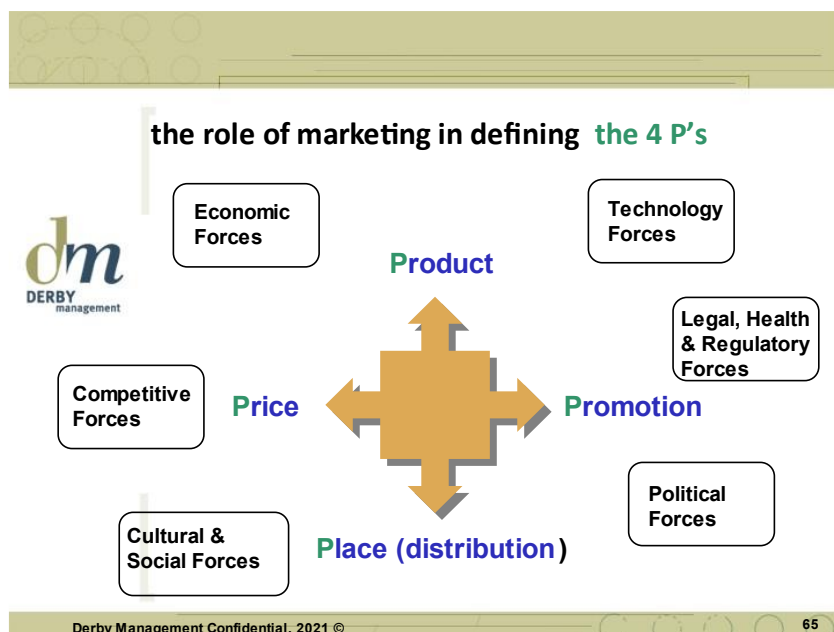 the role of marketing in defining the 4 P's
Economic
Forces
Technology
Forces
dm
DERBY
management
Product
Legal, Health
& Regulatory
Forces
Competitive
Forces
Price
Promotion
Political
Forces
Cultural &
Social Forces
Place (distribution)
Derby Management Confidential, 2021 ©
65